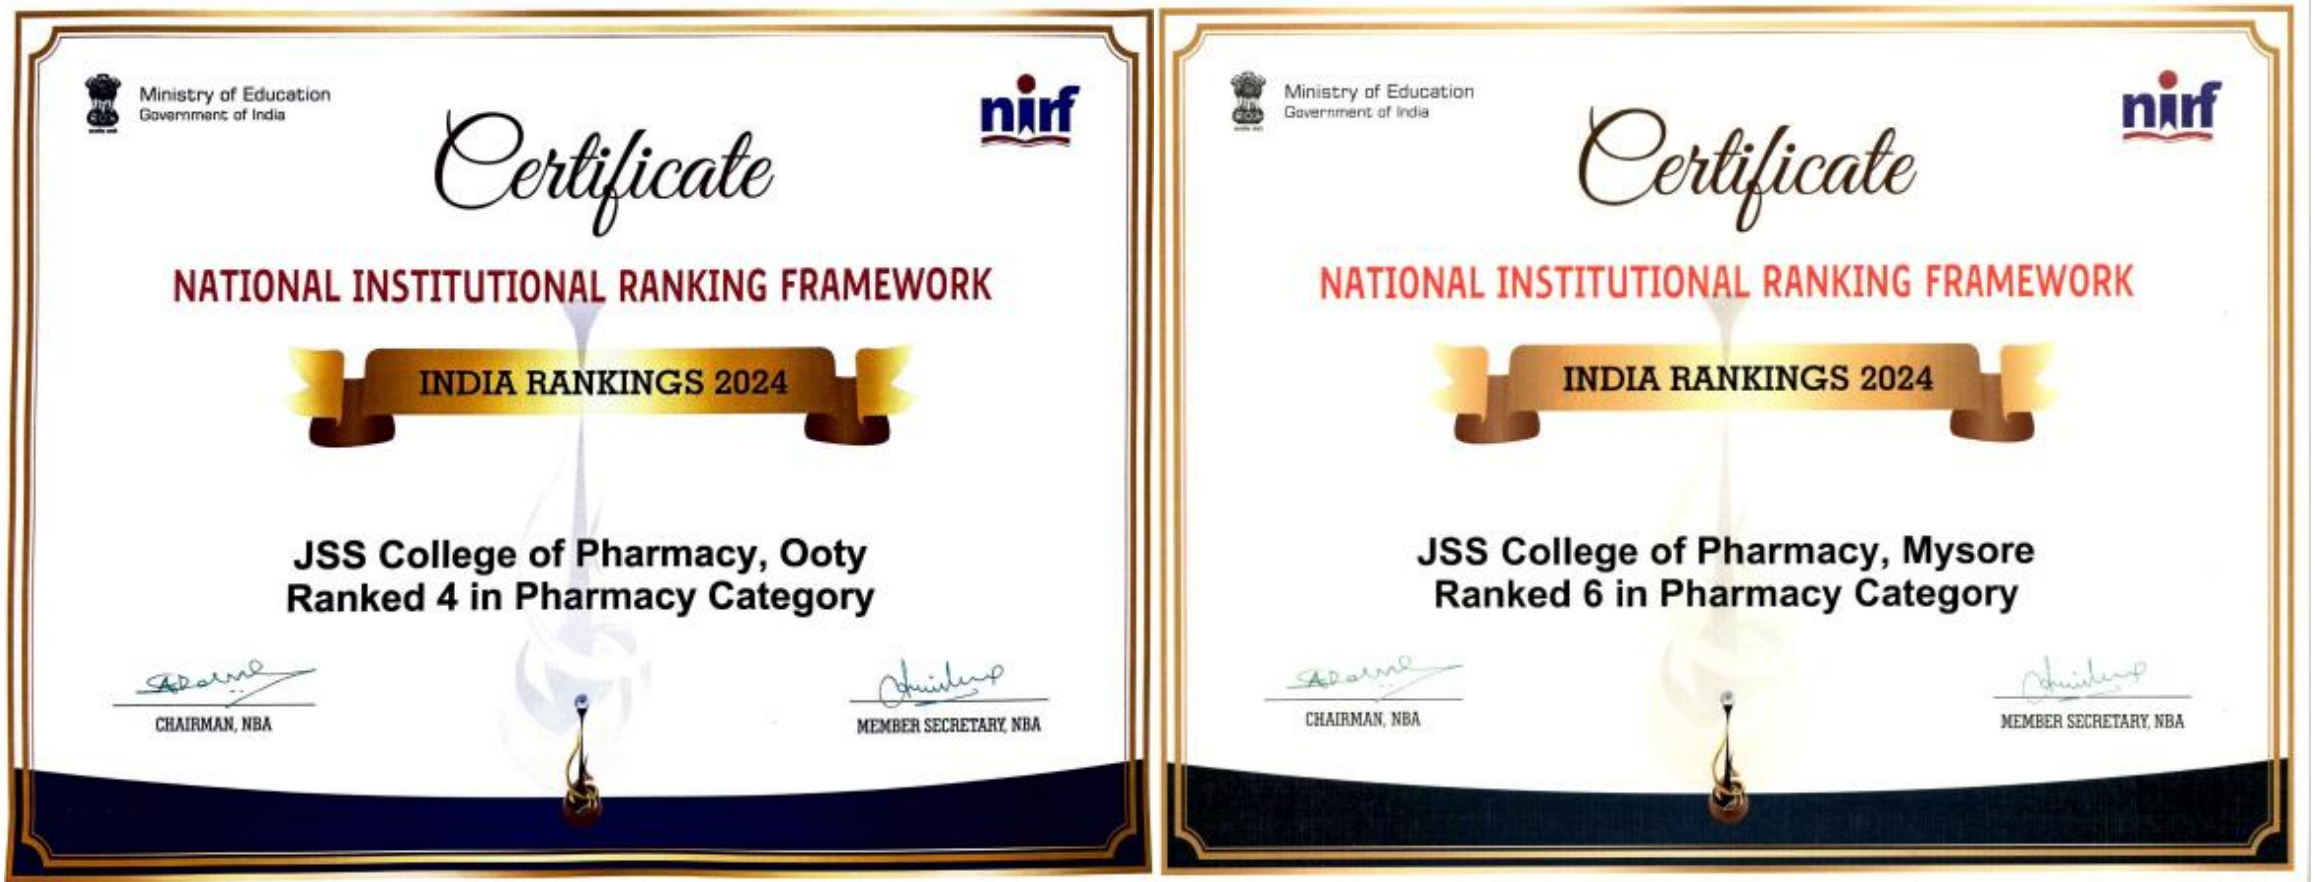 Ministry of Education
Government of India
nirf
Certificate
NATIONAL INSTITUTIONAL RANKING FRAMEWORK
INDIA RANKINGS 2024
JSS College of Pharmacy, Ooty
Ranked 4 in Pharmacy Category
CHAIRMAN, NBA
MEMBER SECRETARY, NBA
Ministry of Education
Government of India
nirf
Certificate
NATIONAL INSTITUTIONAL RANKING FRAMEWORK
INDIA RANKINGS 2024
JSS College of Pharmacy, Mysore
Ranked 6 in Pharmacy Category
CHAIRMAN, NBA
MEMBER SECRETARY, NBA